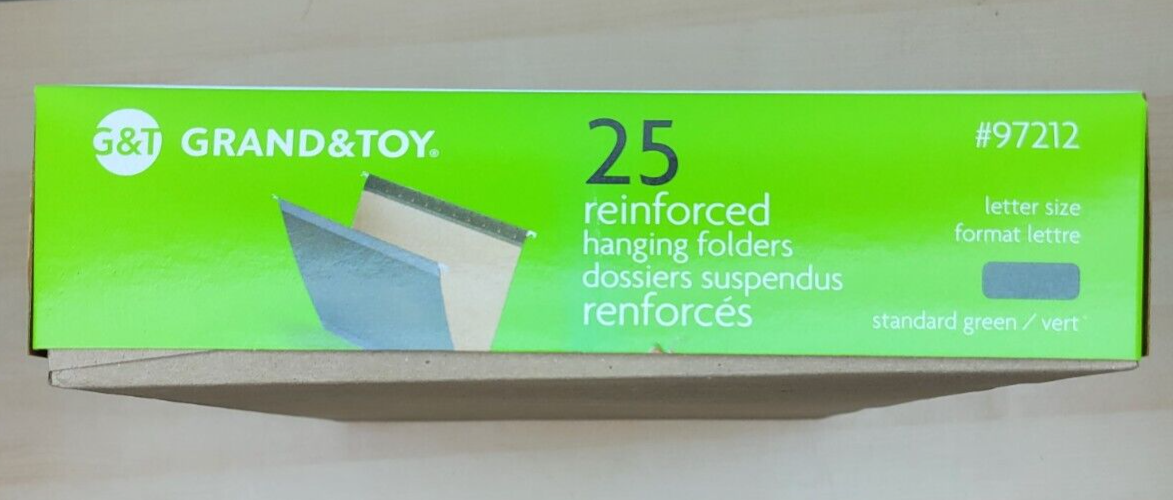 G&T GRAND&TOY®
25
reinforced
hanging folders
dossiers suspendus
renforcés
#97212
letter size
format lettre
standard green / vert